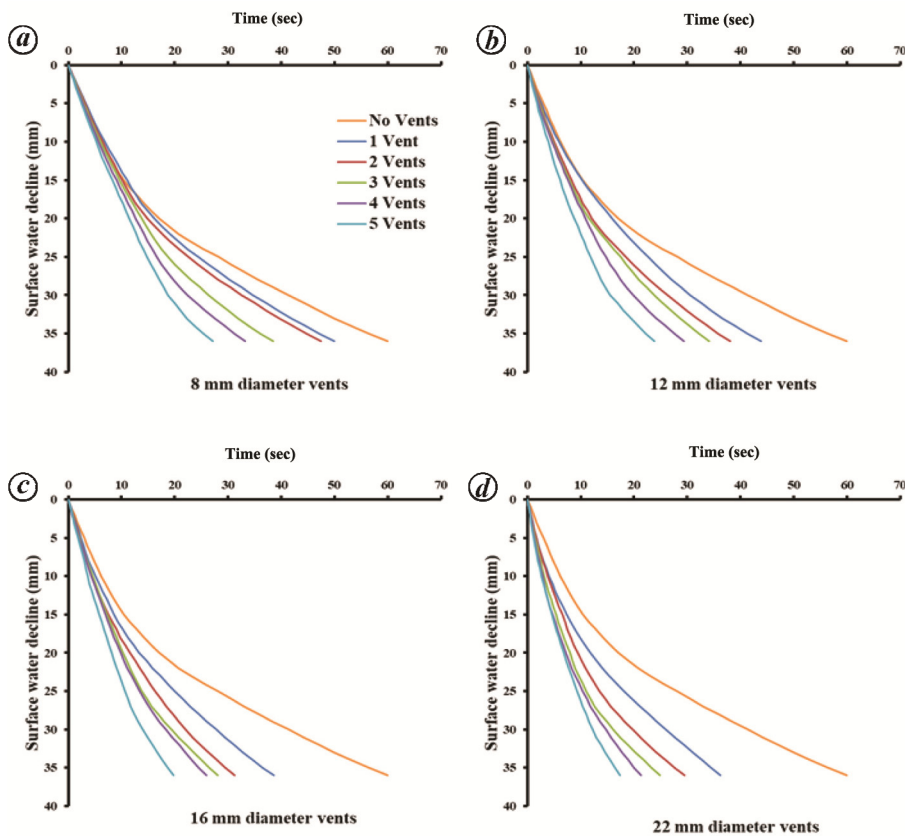 a
Time (sec)
0 10 20 30 40 50 60 70
Surface water decline (mm)
0
5
10
15
20
25
30
35
40
No Vents
1 Vent
2 Vents
3 Vents
4 Vents
5 Vents
8 mm diameter vents
b
Time (sec)
0 10 20 30 40 50 60 70
Surface water decline (mm)
0
5
10
15
20
25
30
35
40
12 mm diameter vents
c
Time (sec)
0 10 20 30 40 50 60 70
Surface water decline (mm)
0
5
10
15
20
25
30
35
40
16 mm diameter vents
d
Time (sec)
0 10 20 30 40 50 60 70
Surface water decline (mm)
0
5
10
15
20
25
30
35
40
22 mm diameter vents